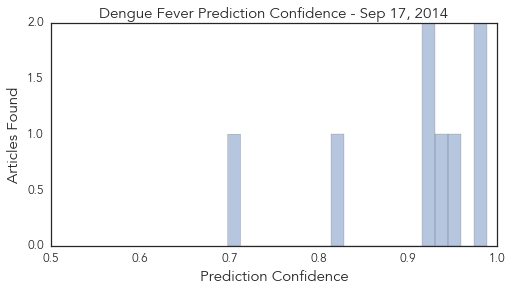 Dengue Fever Prediction Confidence - Sep 17, 2014
2.0
1.5
1.0
0.5
0.0
Articles Found
0.5 0.6 0.7 0.8 0.9 1.0
Prediction Confidence